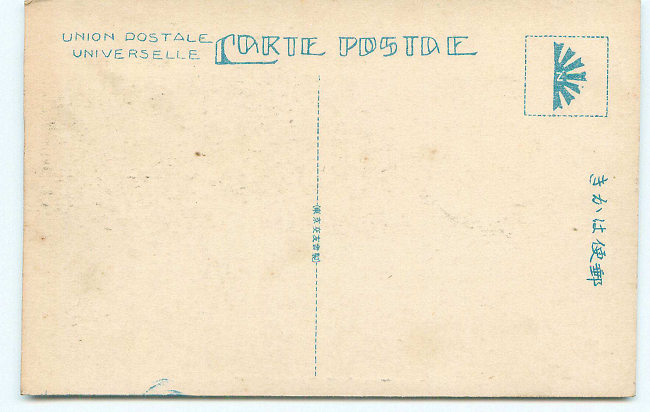 UNION POSTALE
UNIVERSELLE
CARTE POSTALE
N
郵便はかき